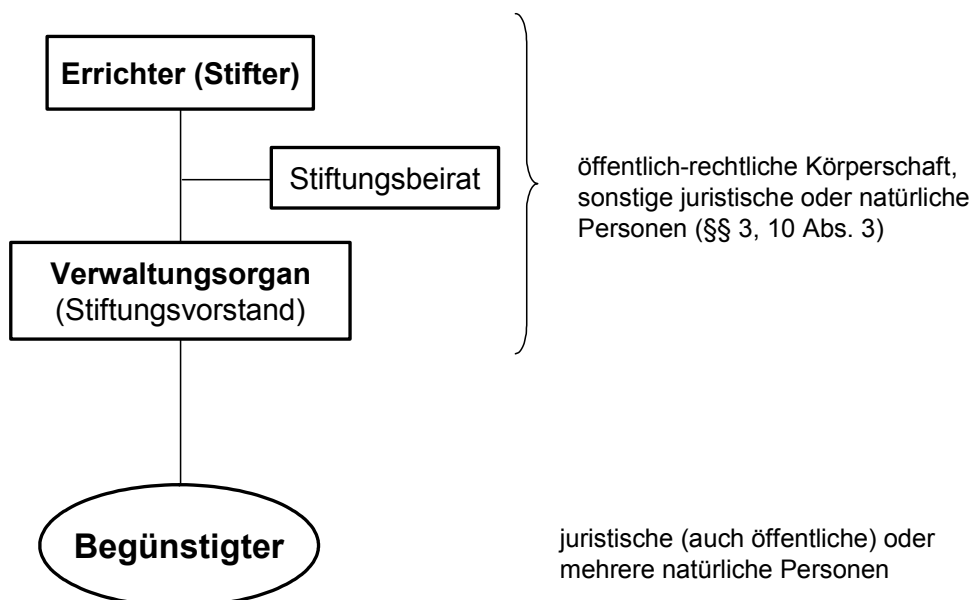 Errichter (Stifter)
Stiftungsbeirat
öffentlich-rechtliche Körperschaft,
sonstige juristische oder natürliche
Personen (§§ 3, 10 Abs. 3)
Verwaltungsorgan
(Stiftungsvorstand)
Begünstigter
juristische (auch öffentliche) oder
mehrere natürliche Personen